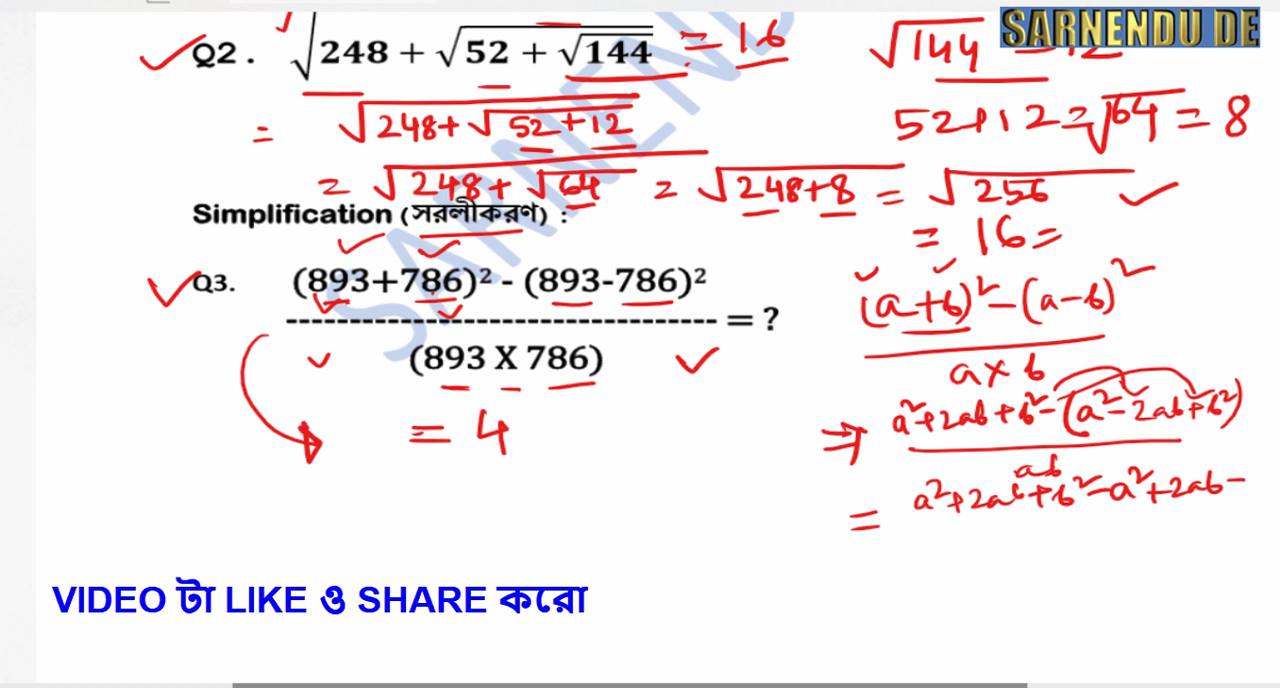 SARNENDU DE
Q2. √248 + √52 + √144 = 16
√144 = 12
= √248+√52+12
52+12=√64=8
= √248+√64 = √248+8 = √256
Simplification (সরলীকরণ) :
= 16=
Q3. (893+786)² - (893-786)²
------------------------------------- = ?
(893 X 786)
(a+b)²-(a-b)²
a×b
= 4
⇒ a²+2ab+b²-(a²-2ab+b²)
ab
= a²+2ab+b²-a²+2ab-
VIDEO টা LIKE ও SHARE করো
SARNEN